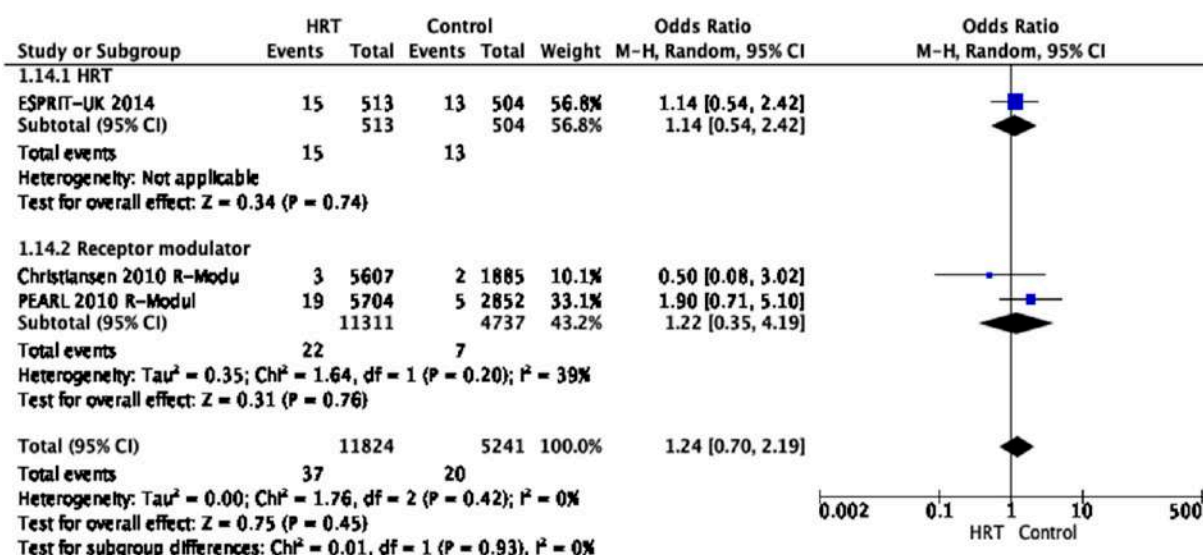 HRT Control Odds Ratio Odds Ratio
Study or Subgroup Events Total Events Total Weight M-H, Random, 95% CI M-H, Random, 95% CI
1.14.1 HRT
ESPRIT-UK 2014 15 513 13 504 56.8% 1.14 [0.54, 2.42]
Subtotal (95% CI) 513 504 56.8% 1.14 [0.54, 2.42]
Total events 15 13
Heterogeneity: Not applicable
Test for overall effect: Z = 0.34 (P = 0.74)
1.14.2 Receptor modulator
Christiansen 2010 R-Modu 3 5607 2 1885 10.1% 0.50 [0.08, 3.02]
PEARL 2010 R-Modul 19 5704 5 2852 33.1% 1.90 [0.71, 5.10]
Subtotal (95% CI) 11311 4737 43.2% 1.22 [0.35, 4.19]
Total events 22 7
Heterogeneity: Tau² = 0.35; Chi² = 1.64, df = 1 (P = 0.20); I² = 39%
Test for overall effect: Z = 0.31 (P = 0.76)
Total (95% CI) 11824 5241 100.0% 1.24 [0.70, 2.19]
Total events 37 20
Heterogeneity: Tau² = 0.00; Chi² = 1.76, df = 2 (P = 0.42); I² = 0%
Test for overall effect: Z = 0.75 (P = 0.45)
Test for subgroup differences: Chi² = 0.01, df = 1 (P = 0.93), I² = 0%
0.002 0.1 1 10 500
HRT Control